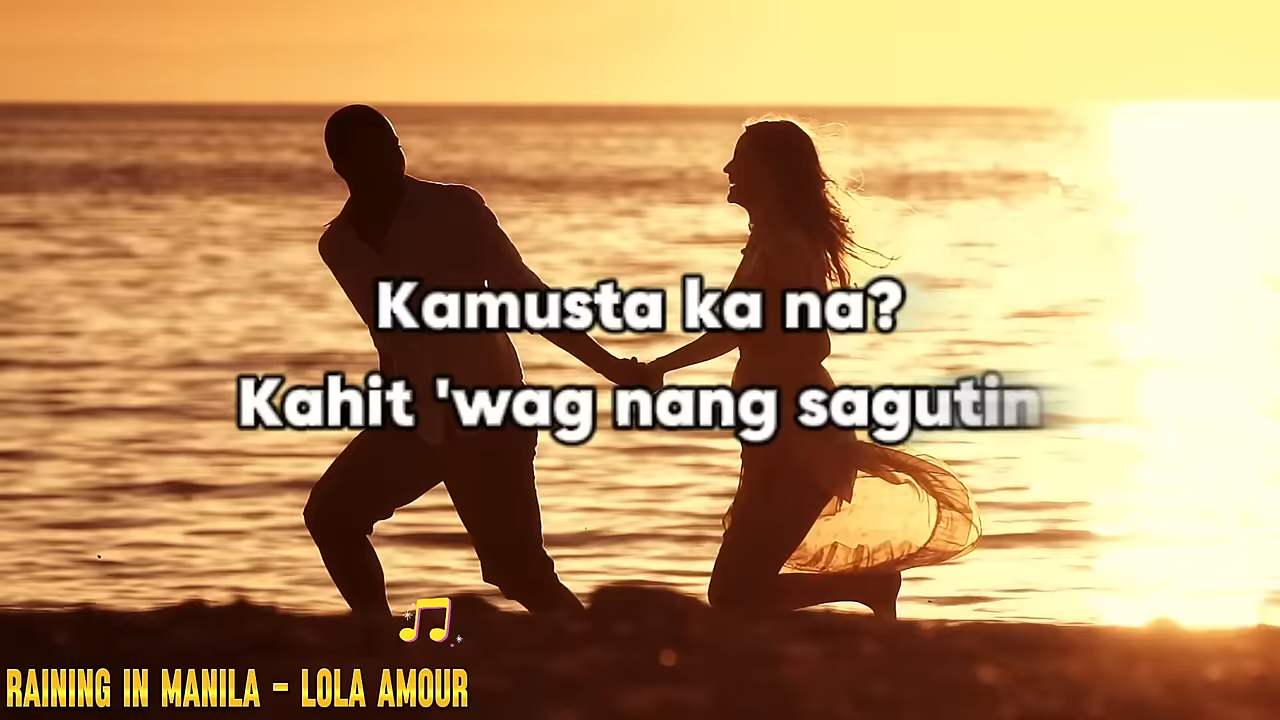 Kamusta ka na?
Kahit 'wag nang sagutin
RAINING IN MANILA - LOLA AMOUR